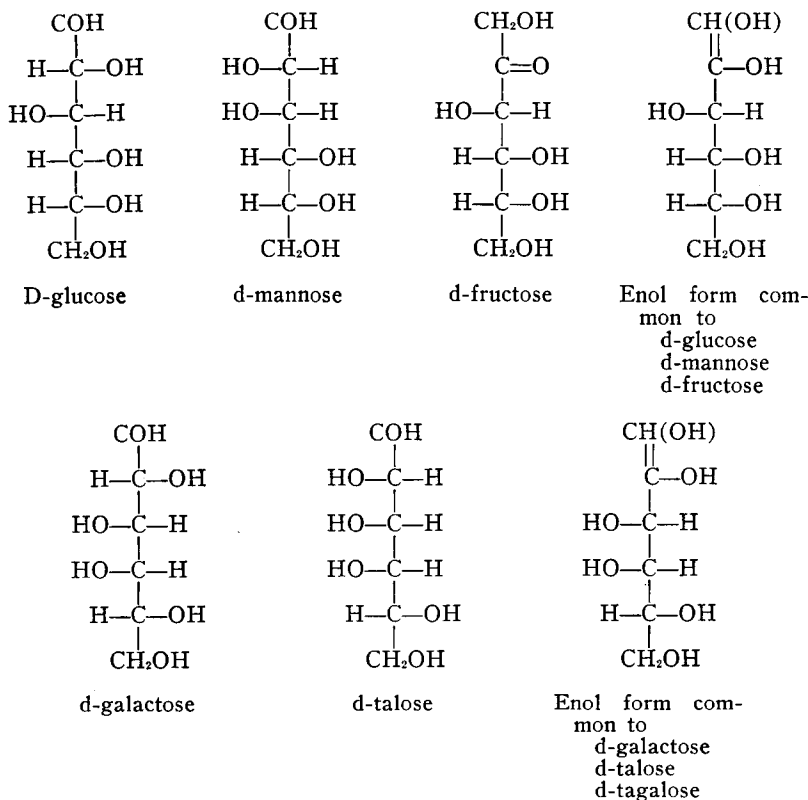 COH COH CH₂OH CH(OH)
H—C—OH HO—C—H C=O C—OH
HO—C—H HO—C—H HO—C—H HO—C—H
H—C—OH H—C—OH H—C—OH H—C—OH
H—C—OH H—C—OH H—C—OH H—C—OH
CH₂OH CH₂OH CH₂OH CH₂OH
D-glucose d-mannose d-fructose Enol form com-
mon to
d-glucose
d-mannose
d-fructose
COH COH CH(OH)
H—C—OH HO—C—H C—OH
HO—C—H HO—C—H HO—C—H
HO—C—H HO—C—H HO—C—H
H—C—OH H—C—OH H—C—OH
CH₂OH CH₂OH CH₂OH
d-galactose d-talose Enol form com-
mon to
d-galactose
d-talose
d-tagalose